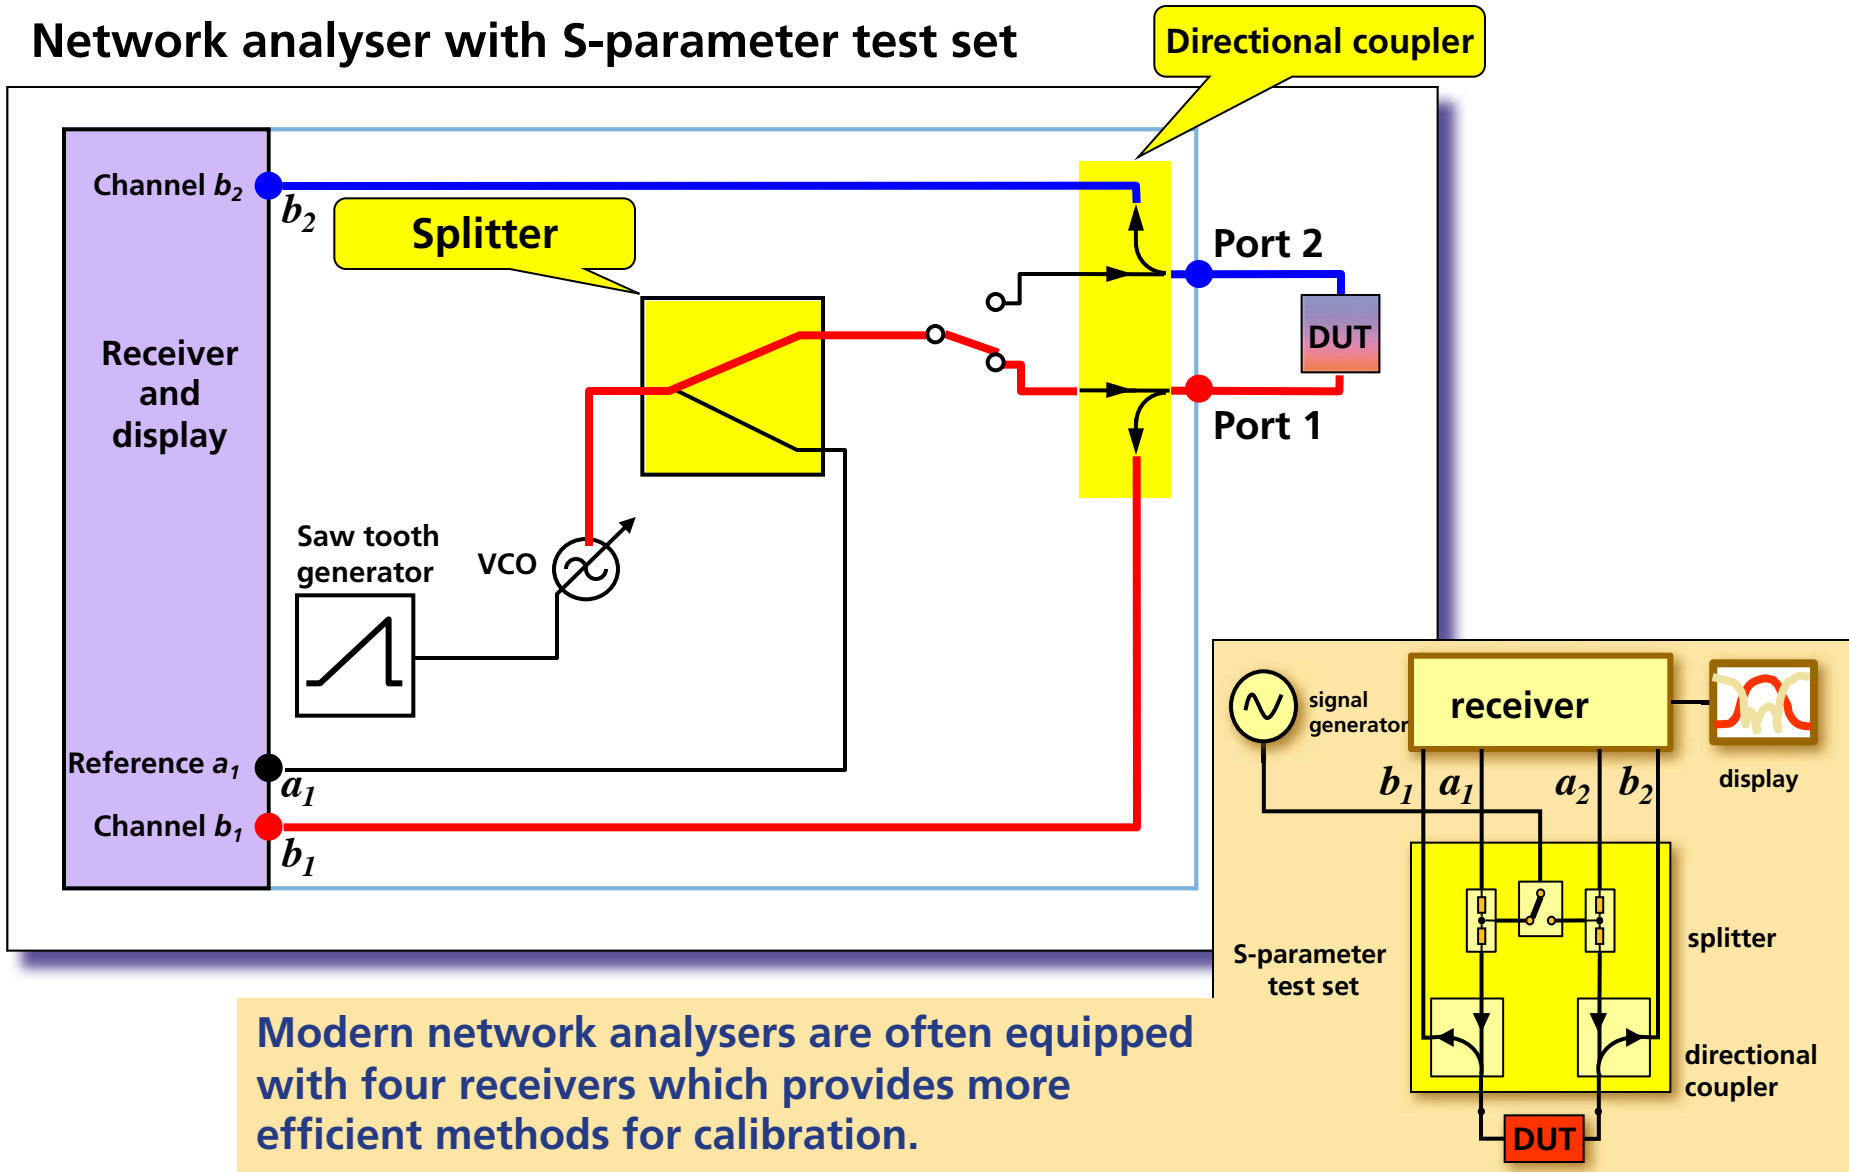 Network analyser with S-parameter test set
Directional coupler
Channel b2
b2
Splitter
Port 2
DUT
Receiver
and
display
Port 1
Saw tooth
generator
VCO
Reference a1
a1
Channel b1
b1
signal
generator
receiver
display
b1 a1 a2 b2
S-parameter
test set
splitter
directional
coupler
DUT
Modern network analysers are often equipped
with four receivers which provides more
efficient methods for calibration.